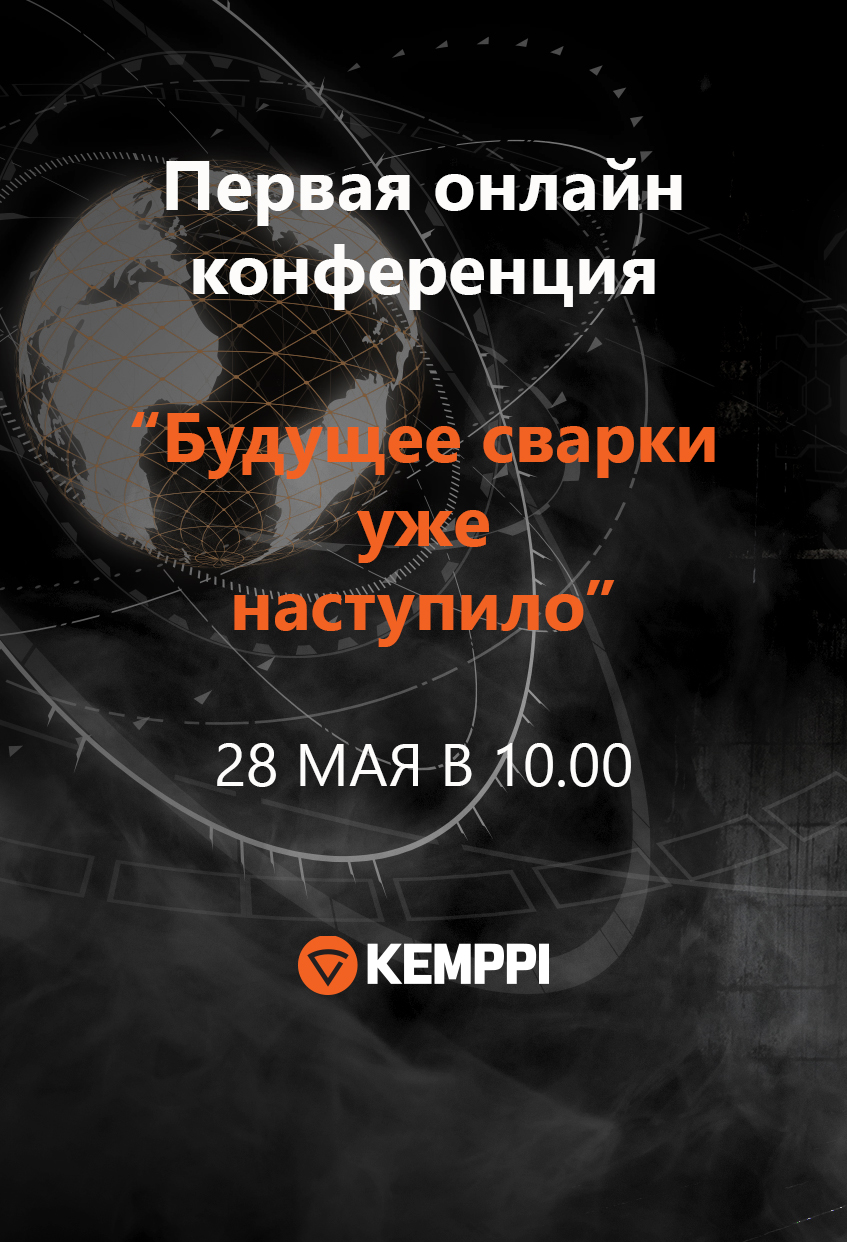 Первая онлайн
конференция
“Будущее сварки
уже
наступило”
28 МАЯ В 10.00
KEMPPI